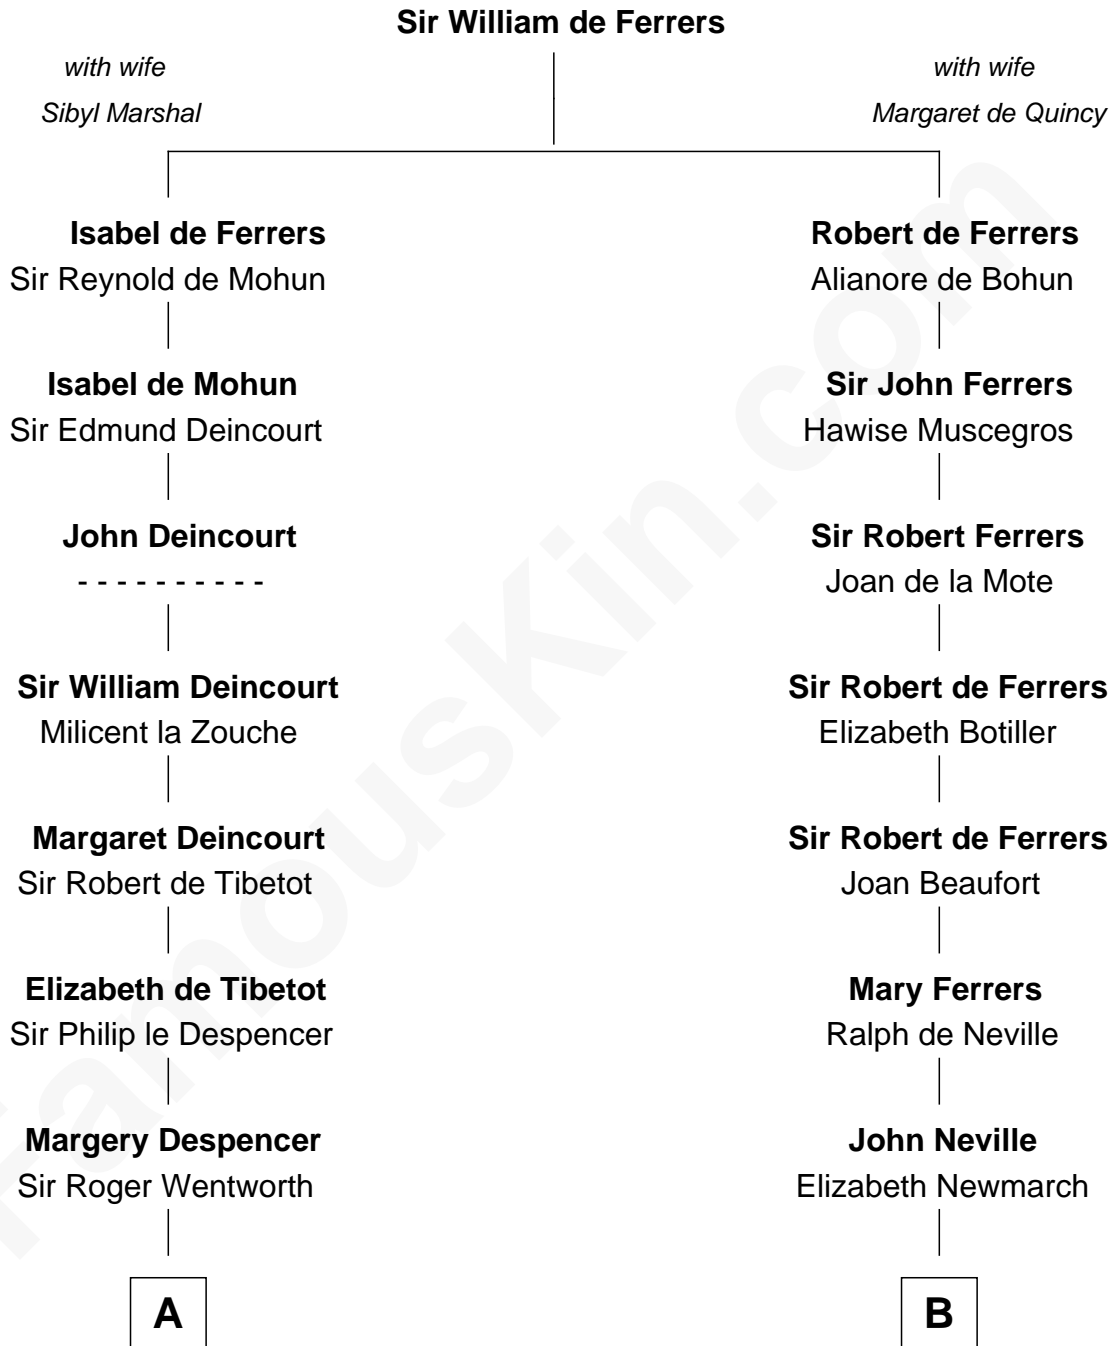 Sir William de Ferrers
with wife
Sibyl Marshal
with wife
Margaret de Quincy
Isabel de Ferrers
Sir Reynold de Mohun
Robert de Ferrers
Alianore de Bohun
Isabel de Mohun
Sir Edmund Deincourt
Sir John Ferrers
Hawise Muscegros
John Deincourt
- - - - - - - - - -
Sir Robert Ferrers
Joan de la Mote
Sir William Deincourt
Milicent la Zouche
Sir Robert de Ferrers
Elizabeth Botiller
Margaret Deincourt
Sir Robert de Tibetot
Sir Robert de Ferrers
Joan Beaufort
Elizabeth de Tibetot
Sir Philip le Despencer
Mary Ferrers
Ralph de Neville
Margery Despencer
Sir Roger Wentworth
John Neville
Elizabeth Newmarch
A
B
FamousKin.com